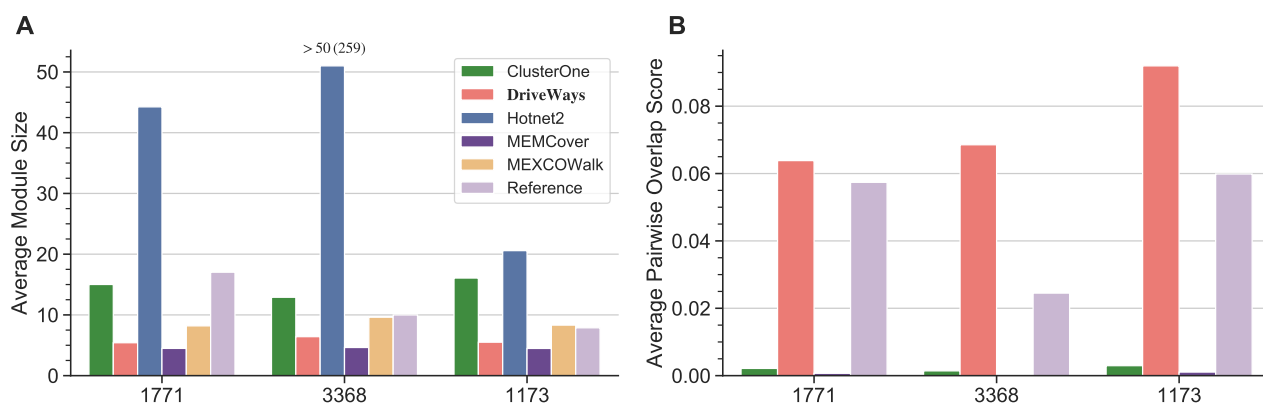 A
> 50 (259)
Average Module Size
50
40
30
20
10
0
1771
3368
1173
ClusterOne
DriveWays
Hotnet2
MEMCover
MEXCOWalk
Reference
B
Average Pairwise Overlap Score
0.08
0.06
0.04
0.02
0.00
1771
3368
1173